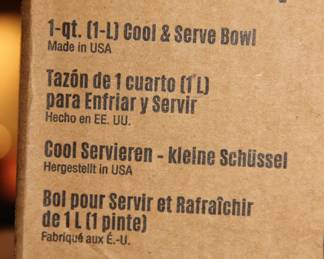 1-qt. (1-L) Cool & Serve Bowl
Made in USA
Tazón de 1 cuarto (1 L)
para Enfriar y Servir
Hecho en EE. UU.
Cool Servieren - kleine Schüssel
Hergestellt in USA
Bol pour Servir et Rafraîchir
de 1 L (1 pinte)
Fabriqué aux É.-U.